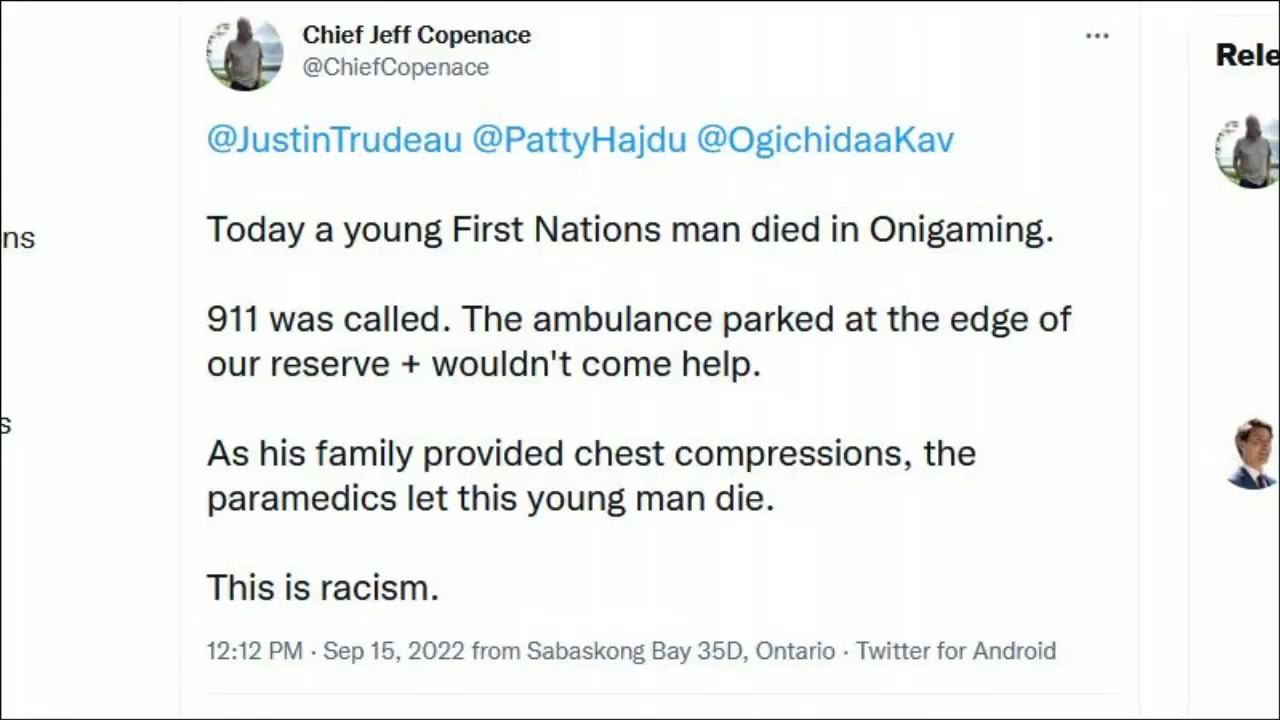 Chief Jeff Copenace
@ChiefCopenace
...
Rele
@JustinTrudeau @PattyHajdu @OgichidaaKav
Today a young First Nations man died in Onigaming.
ns
911 was called. The ambulance parked at the edge of
our reserve + wouldn't come help.
s
As his family provided chest compressions, the
paramedics let this young man die.
This is racism.
12:12 PM · Sep 15, 2022 from Sabaskong Bay 35D, Ontario · Twitter for Android